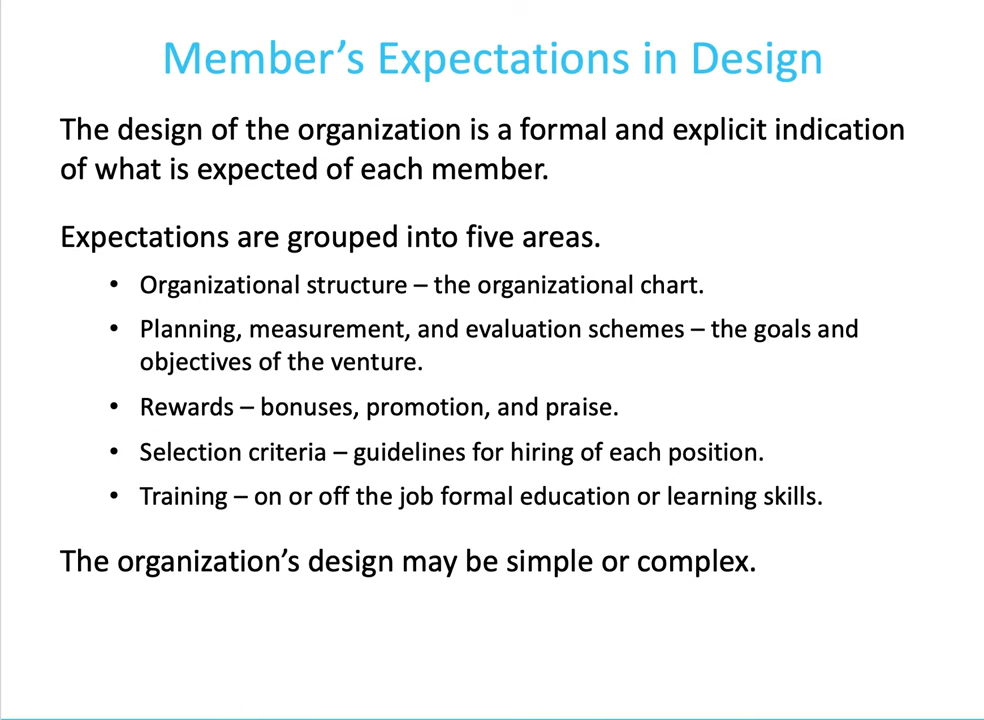 Member’s Expectations in Design
The design of the organization is a formal and explicit indication
of what is expected of each member.
Expectations are grouped into five areas.
• Organizational structure – the organizational chart.
• Planning, measurement, and evaluation schemes – the goals and
objectives of the venture.
• Rewards – bonuses, promotion, and praise.
• Selection criteria – guidelines for hiring of each position.
• Training – on or off the job formal education or learning skills.
The organization’s design may be simple or complex.